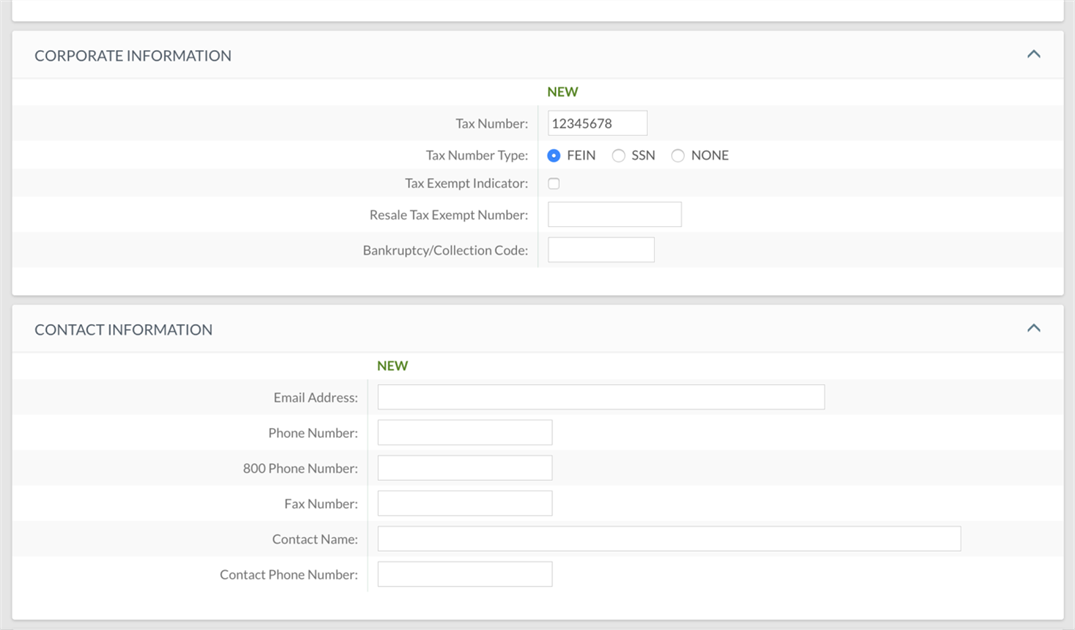 CORPORATE INFORMATION
NEW
Tax Number: 12345678
Tax Number Type: FEIN SSN NONE
Tax Exempt Indicator:
Resale Tax Exempt Number:
Bankruptcy/Collection Code:
CONTACT INFORMATION
NEW
Email Address:
Phone Number:
800 Phone Number:
Fax Number:
Contact Name:
Contact Phone Number: